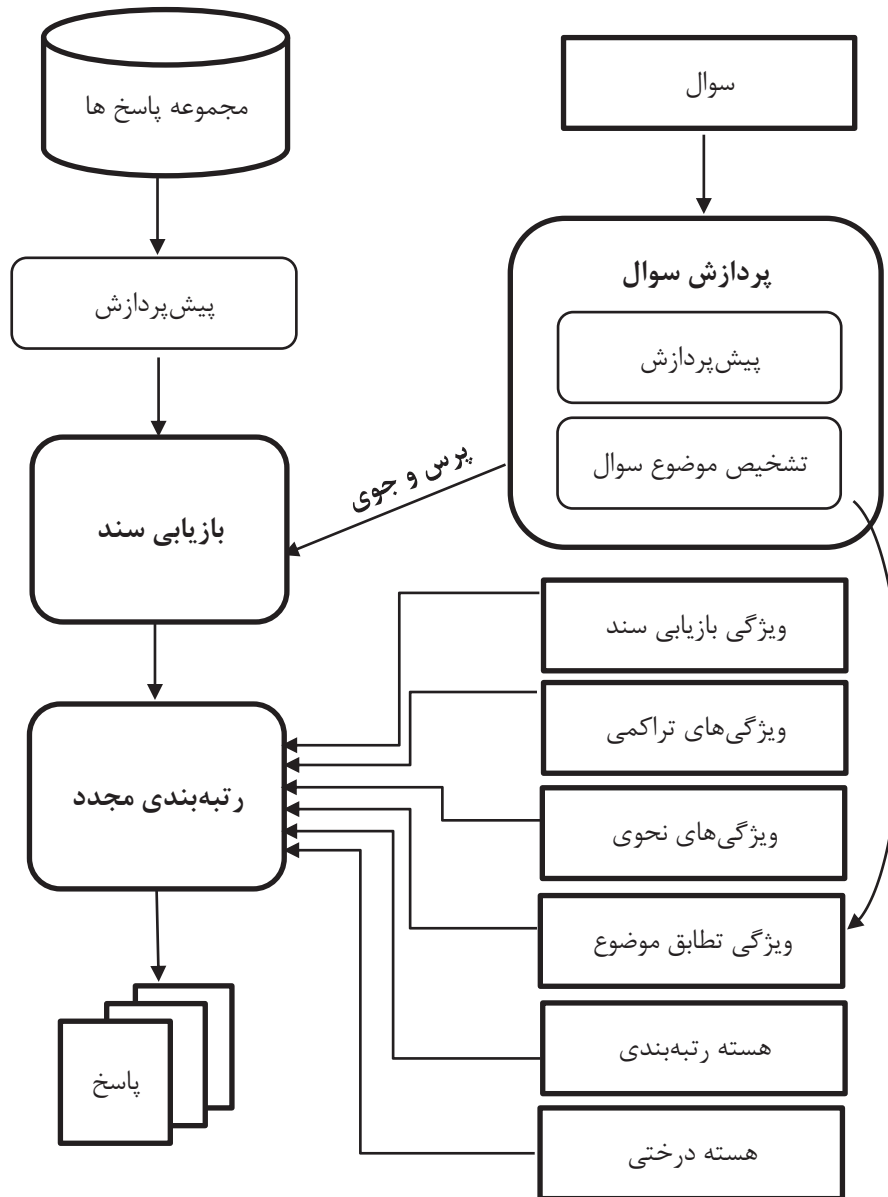 سوال
مجموعه پاسخ ها
پردازش سوال
پیش‌پردازش
تشخیص موضوع سوال
پیش‌پردازش
پرس و جوی
بازیابی سند
ویژگی بازیابی سند
ویژگی‌های تراکمی
ویژگی‌های نحوی
ویژگی تطابق موضوع
هسته رتبه‌بندی
هسته درختی
رتبه‌بندی مجدد
پاسخ